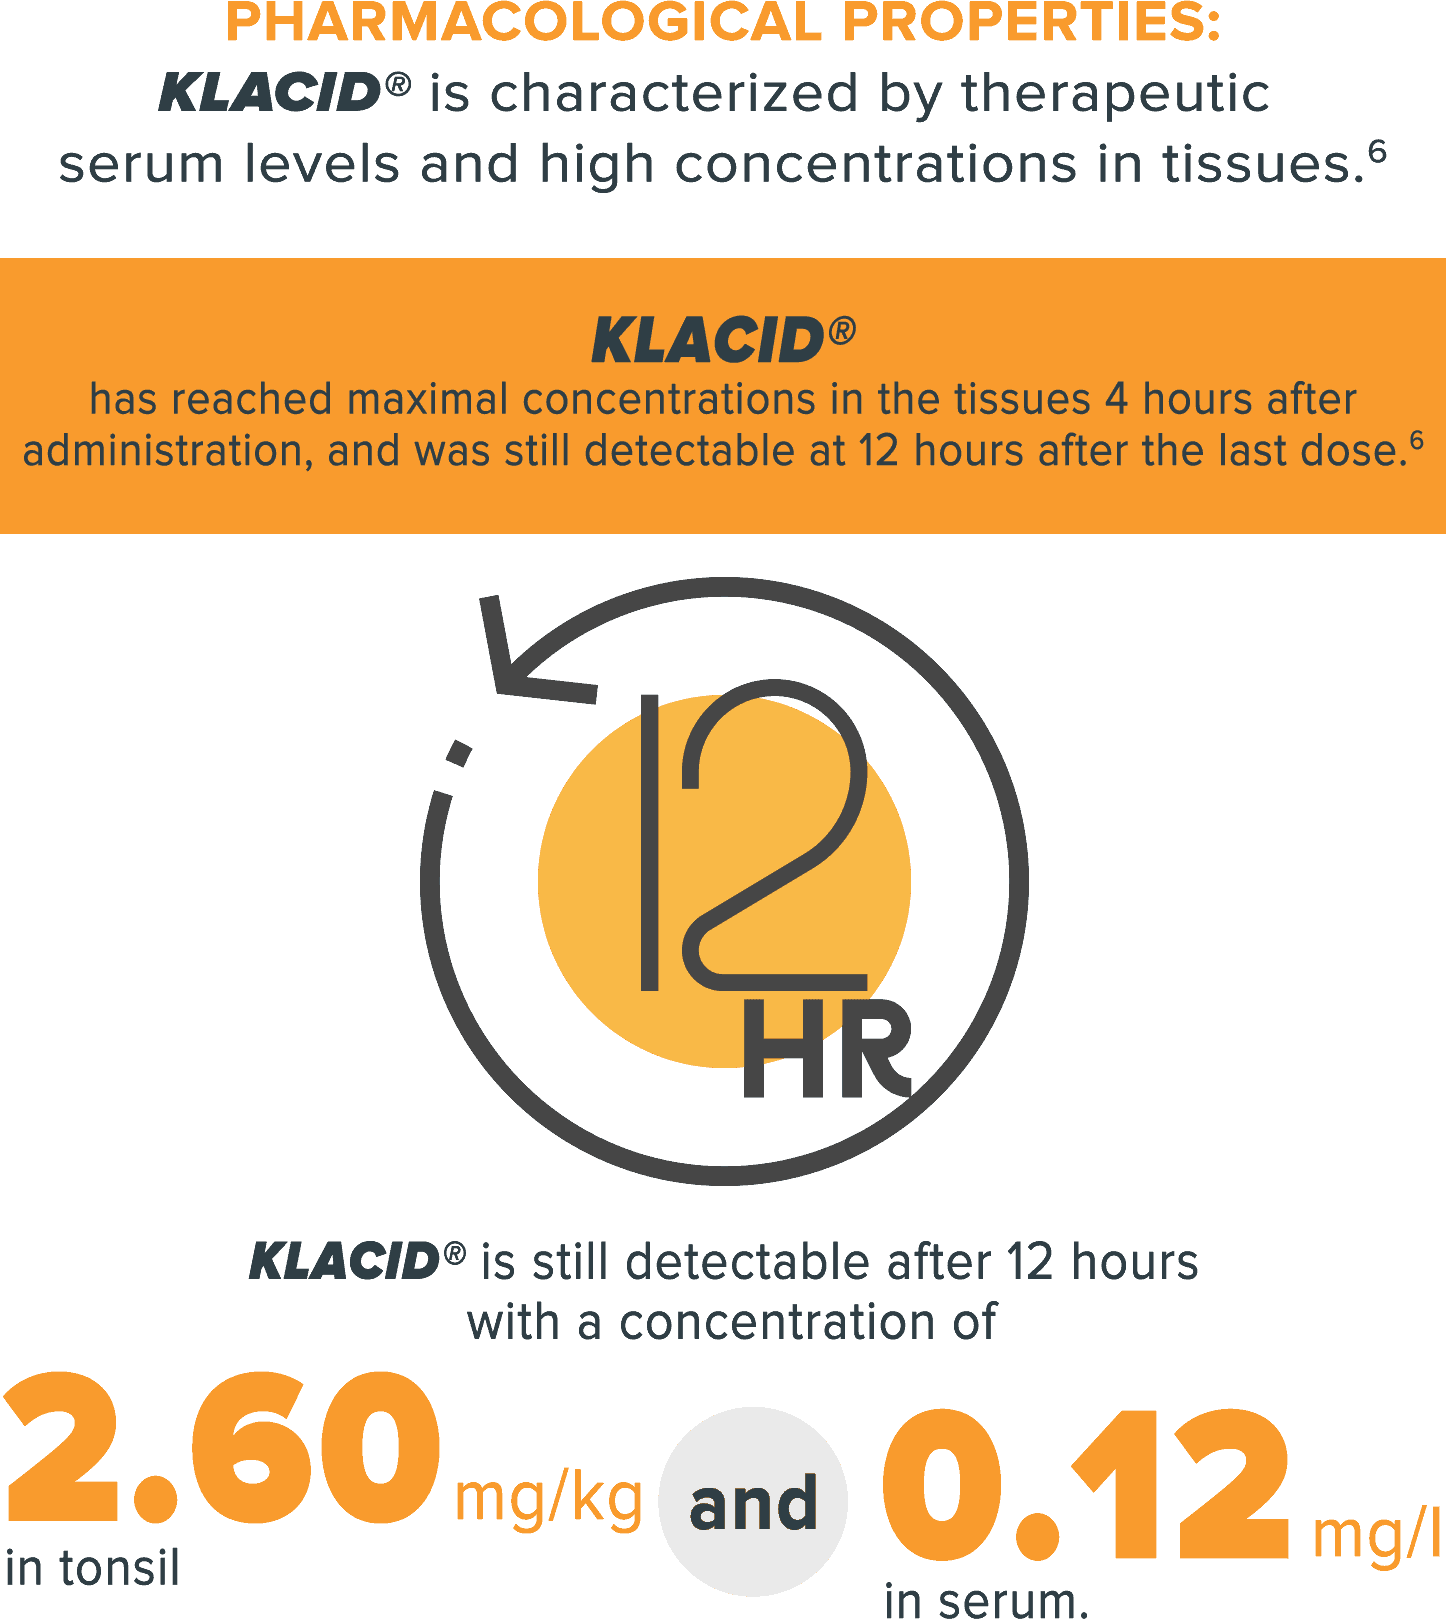 PHARMACOLOGICAL PROPERTIES:
KLACID® is characterized by therapeutic
serum levels and high concentrations in tissues.⁶
KLACID®
has reached maximal concentrations in the tissues 4 hours after
administration, and was still detectable at 12 hours after the last dose.⁶
12
HR
KLACID® is still detectable after 12 hours
with a concentration of
2.60 mg/kg and 0.12 mg/l
in tonsil
in serum.